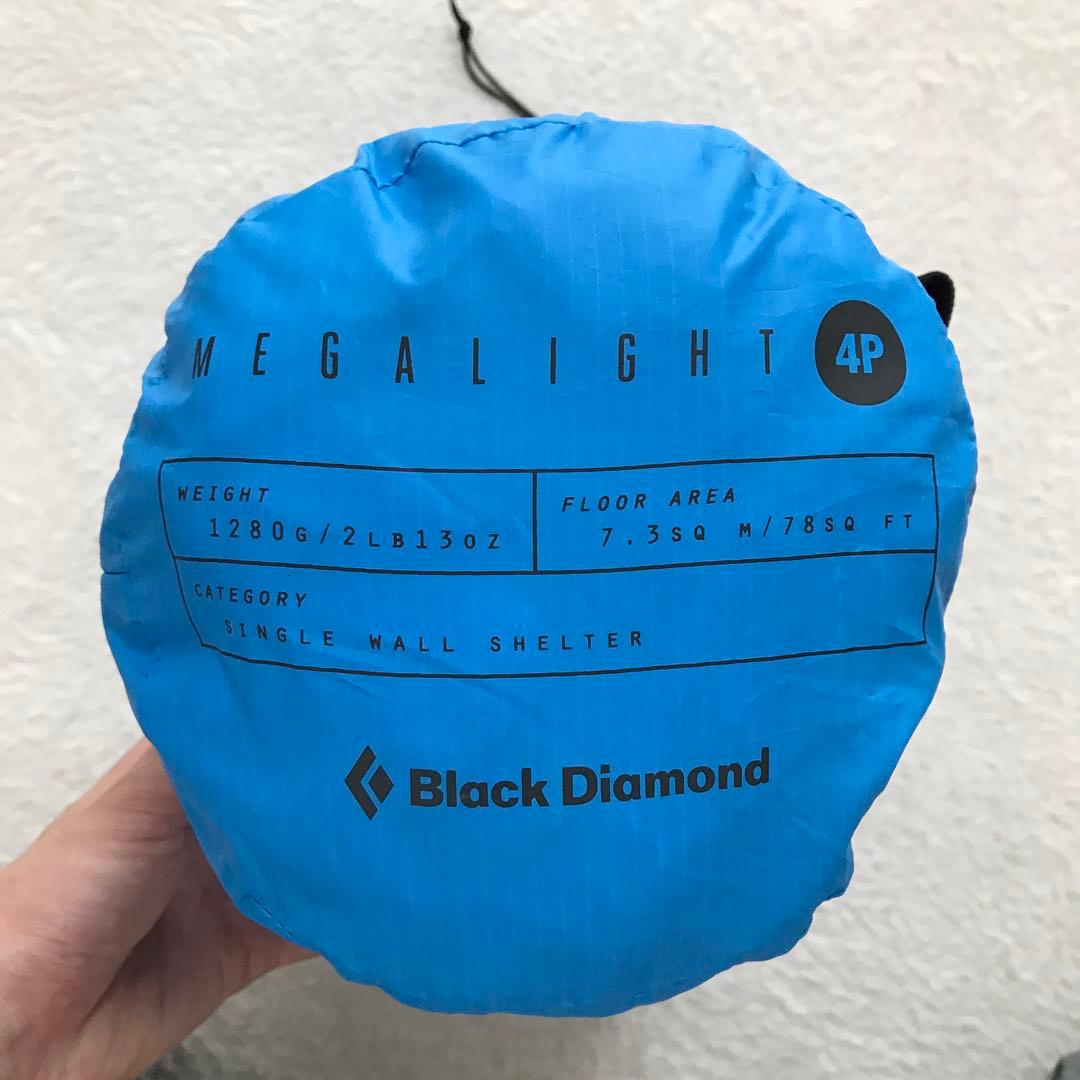 MEGALIGHT 4P
WEIGHT
1280G/2LB13OZ
FLOOR AREA
7.3SQ M/78SQ FT
CATEGORY
SINGLE WALL SHELTER
Black Diamond